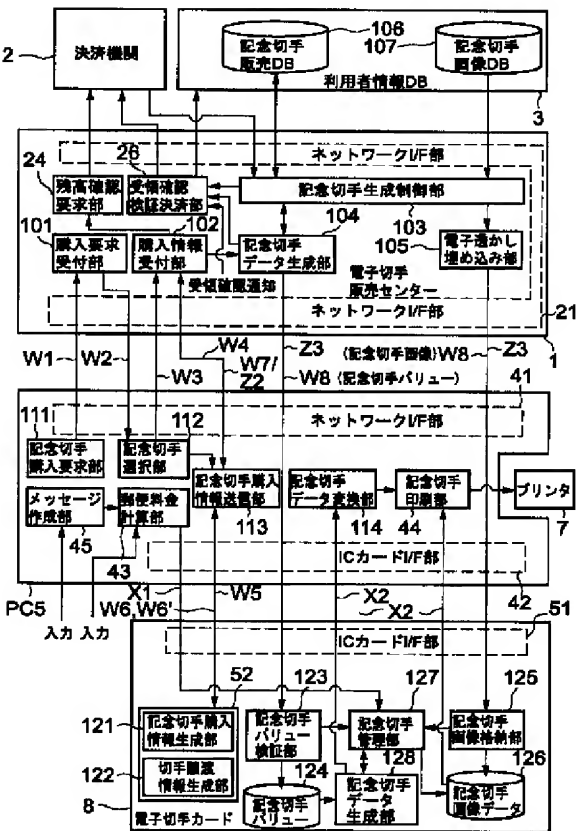 2
決済機関
106
107
記念切手
販売DB
記念切手
画像DB
利用者情報DB
3
ネットワークI/F部
26
24
残高確認
要求部
受領確認
検証決済部
記念切手生成制御部
102
104
103
101
購入要求
受付部
購入情報
受付部
記念切手
データ生成部
105
電子透かし
埋め込み部
受領確認通知
電子切手
販売センター
ネットワークI/F部
21
1
W1
W2
W3
W4
W7/
Z2
Z3
(記念切手画像)W8
Z3
W8(記念切手バリュー)
41
ネットワークI/F部
111
112
記念切手
購入要求部
記念切手
選択部
記念切手購入
情報送信部
記念切手
データ変換部
記念切手
印刷部
プリンタ
メッセージ
作成部
郵便料金
計算部
113
114
44
7
45
43
ICカードI/F部
42
PC5
X1
W5
W6,W6'
X2
X2
入力
入力
51
ICカードI/F部
52
123
127
125
121
記念切手購入
情報生成部
記念切手
バリュー
検証部
記念切手
管理部
記念切手
画像格納部
122
切手譲渡
情報生成部
124
128
126
記念切手
バリュー
記念切手
データ
生成部
記念切手
画像データ
8
電子切手カード